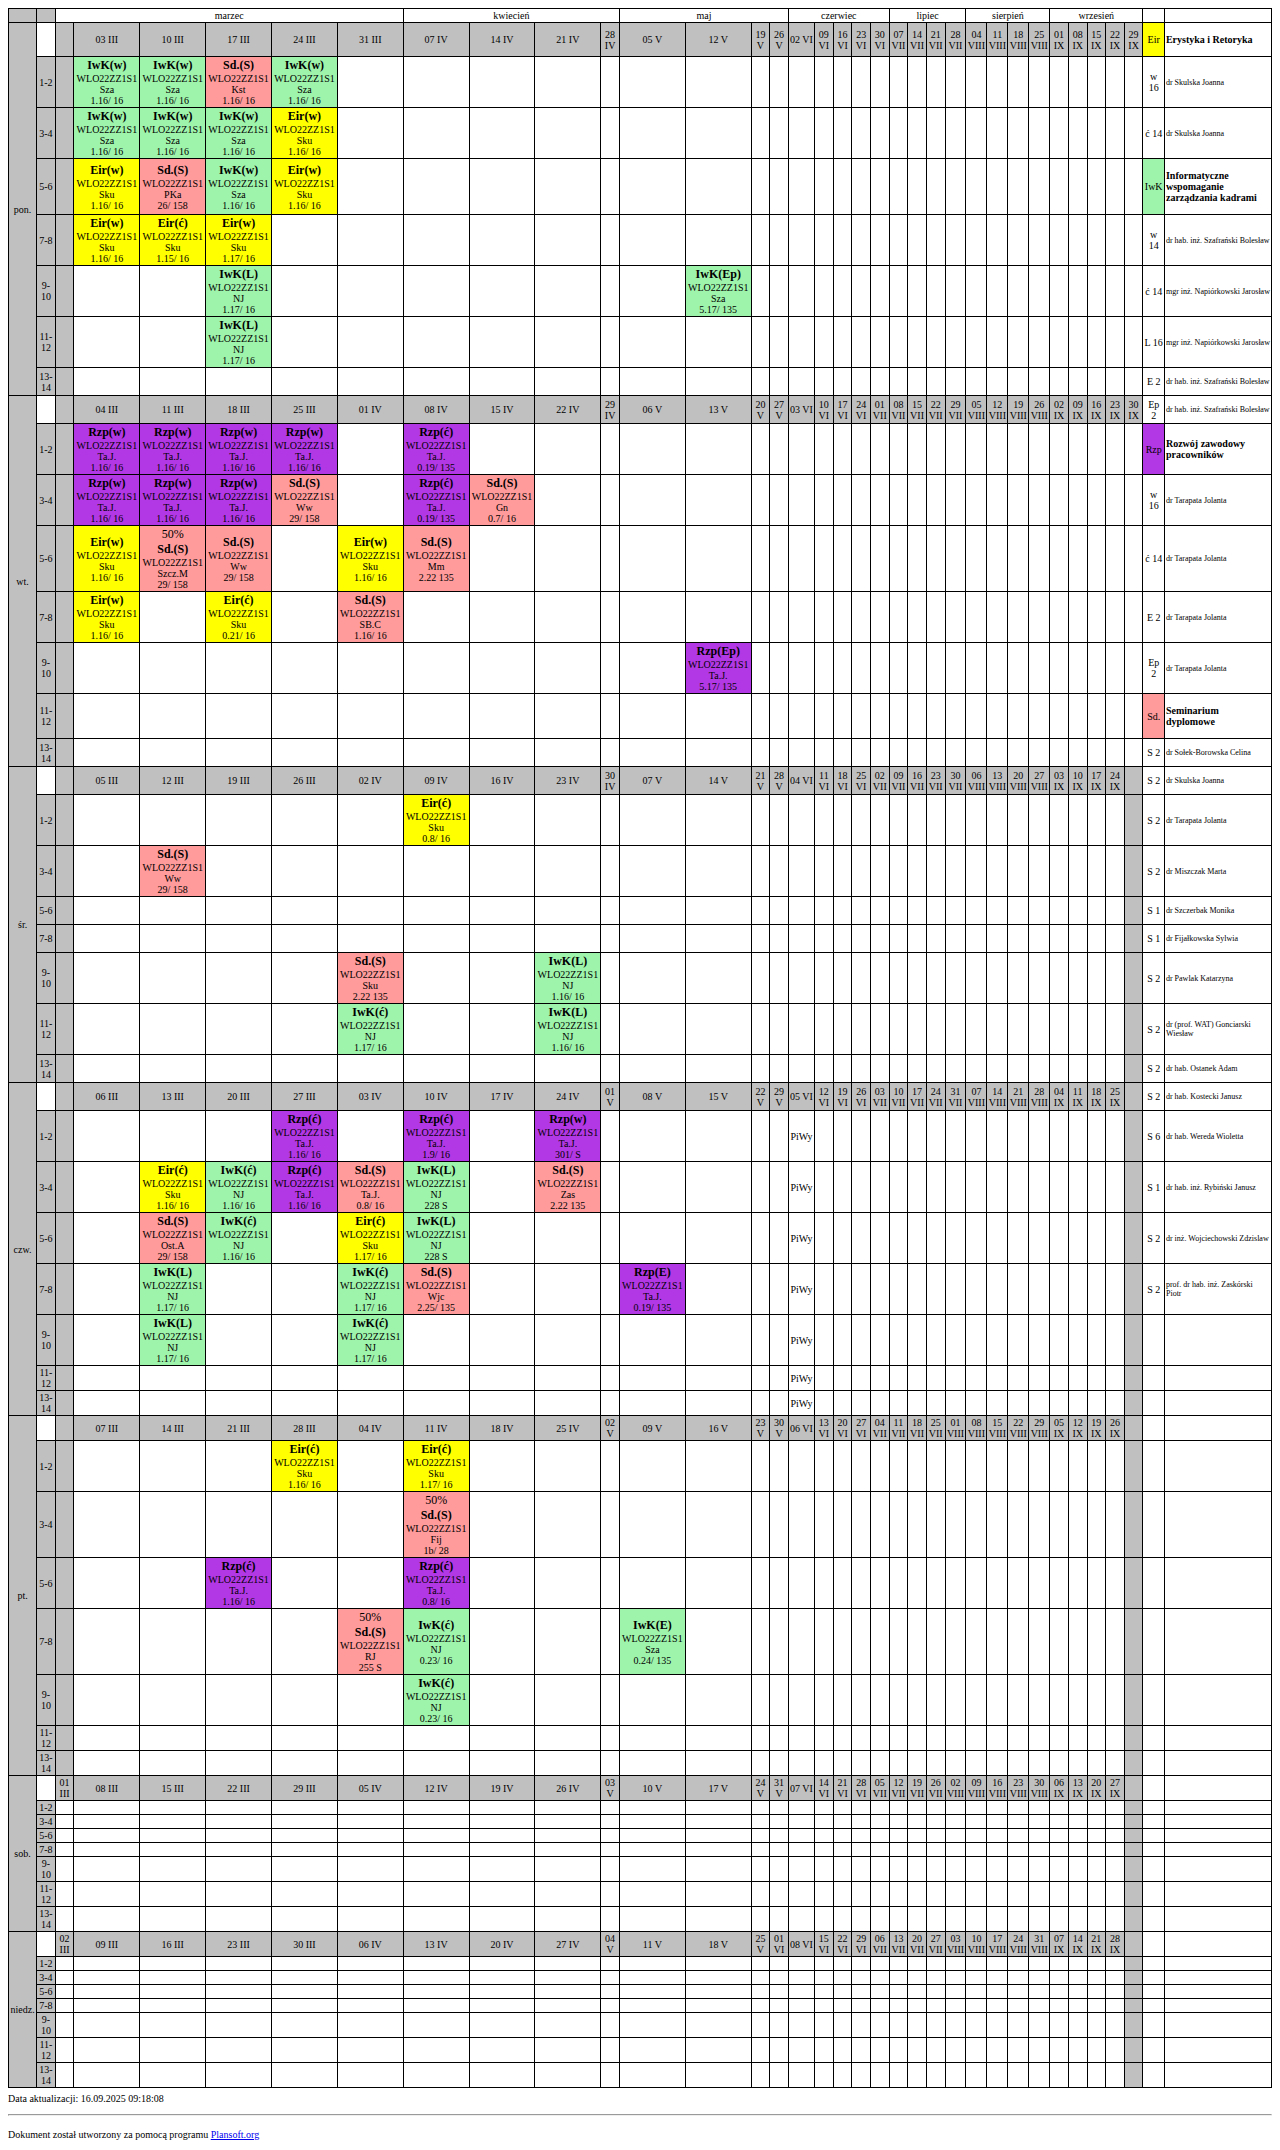 marzec kwiecień maj czerwiec lipiec sierpień wrzesień
pon. 03 III 10 III 17 III 24 III 31 III 07 IV 14 IV 21 IV 28 IV 05 V 12 V 19 V 26 V 02 VI 09 VI 16 VI 23 VI 30 VI 07 VII 14 VII 21 VII 28 VII 04 VIII 11 VIII 18 VIII 25 VIII 01 IX 08 IX 15 IX 22 IX 29 IX Eir Erystyka i Retoryka
1-2 IwK(w) WLO22ZZ1S1 Sza 1.16/ 16 IwK(w) WLO22ZZ1S1 Sza 1.16/ 16 Sd.(S) WLO22ZZ1S1 Kst 1.16/ 16 IwK(w) WLO22ZZ1S1 Sza 1.16/ 16 w 16 dr Skulska Joanna
3-4 IwK(w) WLO22ZZ1S1 Sza 1.16/ 16 IwK(w) WLO22ZZ1S1 Sza 1.16/ 16 IwK(w) WLO22ZZ1S1 Sza 1.16/ 16 Eir(w) WLO22ZZ1S1 Sku 1.16/ 16 ć 14 dr Skulska Joanna
5-6 Eir(w) WLO22ZZ1S1 Sku 1.16/ 16 Sd.(S) WLO22ZZ1S1 PKa 26/ 158 IwK(w) WLO22ZZ1S1 Sza 1.16/ 16 Eir(w) WLO22ZZ1S1 Sku 1.16/ 16 IwK Informatyczne wspomaganie zarządzania kadrami
7-8 Eir(w) WLO22ZZ1S1 Sku 1.16/ 16 Eir(ć) WLO22ZZ1S1 Sku 1.15/ 16 Eir(w) WLO22ZZ1S1 Sku 1.17/ 16 w 14 dr hab. inż. Szafrański Bolesław
9-10 IwK(L) WLO22ZZ1S1 NJ 1.17/ 16 IwK(Ep) WLO22ZZ1S1 Sza 5.17/ 135 ć 14 mgr inż. Napiórkowski Jarosław
11-12 IwK(L) WLO22ZZ1S1 NJ 1.17/ 16 L 16 mgr inż. Napiórkowski Jarosław
13-14 E 2 dr hab. inż. Szafrański Bolesław
wt. 04 III 11 III 18 III 25 III 01 IV 08 IV 15 IV 22 IV 29 IV 06 V 13 V 20 V 27 V 03 VI 10 VI 17 VI 24 VI 01 VII 08 VII 15 VII 22 VII 29 VII 05 VIII 12 VIII 19 VIII 26 VIII 02 IX 09 IX 16 IX 23 IX 30 IX Ep 2 dr hab. inż. Szafrański Bolesław
1-2 Rzp(w) WLO22ZZ1S1 Ta.J. 1.16/ 16 Rzp(w) WLO22ZZ1S1 Ta.J. 1.16/ 16 Rzp(w) WLO22ZZ1S1 Ta.J. 1.16/ 16 Rzp(w) WLO22ZZ1S1 Ta.J. 1.16/ 16 Rzp(ć) WLO22ZZ1S1 Ta.J. 0.19/ 135 Rzp Rozwój zawodowy pracowników
3-4 Rzp(w) WLO22ZZ1S1 Ta.J. 1.16/ 16 Rzp(w) WLO22ZZ1S1 Ta.J. 1.16/ 16 Rzp(w) WLO22ZZ1S1 Ta.J. 1.16/ 16 Sd.(S) WLO22ZZ1S1 Ww 29/ 158 Rzp(ć) WLO22ZZ1S1 Ta.J. 0.19/ 135 Sd.(S) WLO22ZZ1S1 Gn 0.7/ 16 w 16 dr Tarapata Jolanta
5-6 Eir(w) WLO22ZZ1S1 Sku 1.16/ 16 50% Sd.(S) WLO22ZZ1S1 Szcz.M 29/ 158 Sd.(S) WLO22ZZ1S1 Ww 29/ 158 Eir(w) WLO22ZZ1S1 Sku 1.16/ 16 Sd.(S) WLO22ZZ1S1 Mm 2.22 135 ć 14 dr Tarapata Jolanta
7-8 Eir(w) WLO22ZZ1S1 Sku 1.16/ 16 Eir(ć) WLO22ZZ1S1 Sku 0.21/ 16 Sd.(S) WLO22ZZ1S1 SB.C 1.16/ 16 E 2 dr Tarapata Jolanta
9-10 Rzp(Ep) WLO22ZZ1S1 Ta.J. 5.17/ 135 Ep 2 dr Tarapata Jolanta
11-12 Sd. Seminarium dyplomowe
13-14 S 2 dr Sołek-Borowska Celina
śr. 05 III 12 III 19 III 26 III 02 IV 09 IV 16 IV 23 IV 30 IV 07 V 14 V 21 V 28 V 04 VI 11 VI 18 VI 25 VI 02 VII 09 VII 16 VII 23 VII 30 VII 06 VIII 13 VIII 20 VIII 27 VIII 03 IX 10 IX 17 IX 24 IX S 2 dr Skulska Joanna
1-2 Eir(ć) WLO22ZZ1S1 Sku 0.8/ 16 S 2 dr Tarapata Jolanta
3-4 Sd.(S) WLO22ZZ1S1 Ww 29/ 158 S 2 dr Miszczak Marta
5-6 S 1 dr Szczerbak Monika
7-8 S 1 dr Fijałkowska Sylwia
9-10 Sd.(S) WLO22ZZ1S1 Sku 2.22 135 IwK(L) WLO22ZZ1S1 NJ 1.16/ 16 S 2 dr Pawlak Katarzyna
11-12 IwK(ć) WLO22ZZ1S1 NJ 1.17/ 16 IwK(L) WLO22ZZ1S1 NJ 1.16/ 16 S 2 dr (prof. WAT) Gonciarski Wiesław
13-14 S 2 dr hab. Ostanek Adam
czw. 06 III 13 III 20 III 27 III 03 IV 10 IV 17 IV 24 IV 01 V 08 V 15 V 22 V 29 V 05 VI 12 VI 19 VI 26 VI 03 VII 10 VII 17 VII 24 VII 31 VII 07 VIII 14 VIII 21 VIII 28 VIII 04 IX 11 IX 18 IX 25 IX S 2 dr hab. Kostecki Janusz
1-2 Rzp(ć) WLO22ZZ1S1 Ta.J. 1.16/ 16 Rzp(ć) WLO22ZZ1S1 Ta.J. 1.9/ 16 Rzp(w) WLO22ZZ1S1 Ta.J. 301/ S PiWy S 6 dr hab. Wereda Wioletta
3-4 Eir(ć) WLO22ZZ1S1 Sku 1.16/ 16 IwK(ć) WLO22ZZ1S1 NJ 1.16/ 16 Rzp(ć) WLO22ZZ1S1 Ta.J. 1.16/ 16 Sd.(S) WLO22ZZ1S1 Ta.J. 0.8/ 16 IwK(L) WLO22ZZ1S1 NJ 228 S Sd.(S) WLO22ZZ1S1 Zas 2.22 135 PiWy S 1 dr hab. inż. Rybiński Janusz
5-6 Sd.(S) WLO22ZZ1S1 Ost.A 29/ 158 IwK(ć) WLO22ZZ1S1 NJ 1.16/ 16 Eir(ć) WLO22ZZ1S1 Sku 1.17/ 16 IwK(L) WLO22ZZ1S1 NJ 228 S PiWy S 2 dr inż. Wojciechowski Zdzisław
7-8 IwK(L) WLO22ZZ1S1 NJ 1.17/ 16 IwK(ć) WLO22ZZ1S1 NJ 1.17/ 16 Sd.(S) WLO22ZZ1S1 Wjc 2.25/ 135 Rzp(E) WLO22ZZ1S1 Ta.J. 0.19/ 135 PiWy S 2 prof. dr hab. inż. Zaskórski Piotr
9-10 IwK(L) WLO22ZZ1S1 NJ 1.17/ 16 IwK(ć) WLO22ZZ1S1 NJ 1.17/ 16 PiWy
11-12 PiWy
13-14 PiWy
pt. 07 III 14 III 21 III 28 III 04 IV 11 IV 18 IV 25 IV 02 V 09 V 16 V 23 V 30 V 06 VI 13 VI 20 VI 27 VI 04 VII 11 VII 18 VII 25 VII 01 VIII 08 VIII 15 VIII 22 VIII 29 VIII 05 IX 12 IX 19 IX 26 IX
1-2 Eir(ć) WLO22ZZ1S1 Sku 1.16/ 16 Eir(ć) WLO22ZZ1S1 Sku 1.17/ 16
3-4 50% Sd.(S) WLO22ZZ1S1 Fij 1b/ 28
5-6 Rzp(ć) WLO22ZZ1S1 Ta.J. 1.16/ 16 Rzp(ć) WLO22ZZ1S1 Ta.J. 0.8/ 16
7-8 50% Sd.(S) WLO22ZZ1S1 RJ 255 S IwK(ć) WLO22ZZ1S1 NJ 0.23/ 16 IwK(E) WLO22ZZ1S1 Sza 0.24/ 135
9-10 IwK(ć) WLO22ZZ1S1 NJ 0.23/ 16
11-12
13-14
sob. 01 III 08 III 15 III 22 III 29 III 05 IV 12 IV 19 IV 26 IV 03 V 10 V 17 V 24 V 31 V 07 VI 14 VI 21 VI 28 VI 05 VII 12 VII 19 VII 26 VII 02 VIII 09 VIII 16 VIII 23 VIII 30 VIII 06 IX 13 IX 20 IX 27 IX
1-2
3-4
5-6
7-8
9-10
11-12
13-14
niedz. 02 III 09 III 16 III 23 III 30 III 06 IV 13 IV 20 IV 27 IV 04 V 11 V 18 V 25 V 01 VI 08 VI 15 VI 22 VI 29 VI 06 VII 13 VII 20 VII 27 VII 03 VIII 10 VIII 17 VIII 24 VIII 31 VIII 07 IX 14 IX 21 IX 28 IX
1-2
3-4
5-6
7-8
9-10
11-12
13-14
Data aktualizacji: 16.09.2025 09:18:08
Dokument został utworzony za pomocą programu Plansoft.org